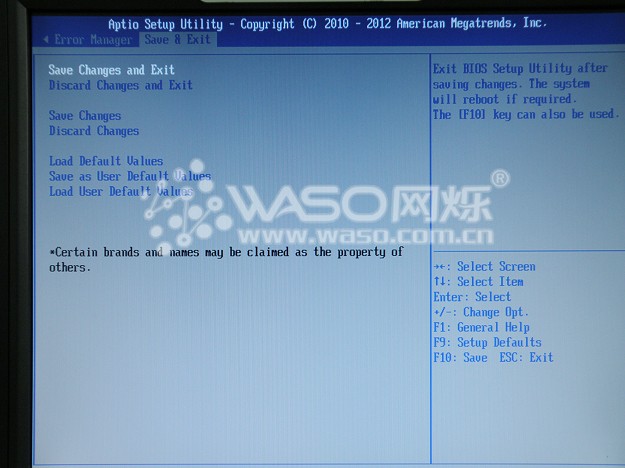 Aptio Setup Utility - Copyright (C) 2010 - 2012 American Megatrends, Inc.
Error Manager Save & Exit
Save Changes and Exit
Discard Changes and Exit
Save Changes
Discard Changes
Load Default Values
Save as User Default Values
Load User Default Values
*Certain brands and names may be claimed as the property of
others.
Exit BIOS Setup Utility after
saving changes. The system
will reboot if required.
The [F10] key can also be used.
→←: Select Screen
↑↓: Select Item
Enter: Select
+/-: Change Opt.
F1: General Help
F9: Setup Defaults
F10: Save ESC: Exit
WASO网烁®
www.waso.com.cn